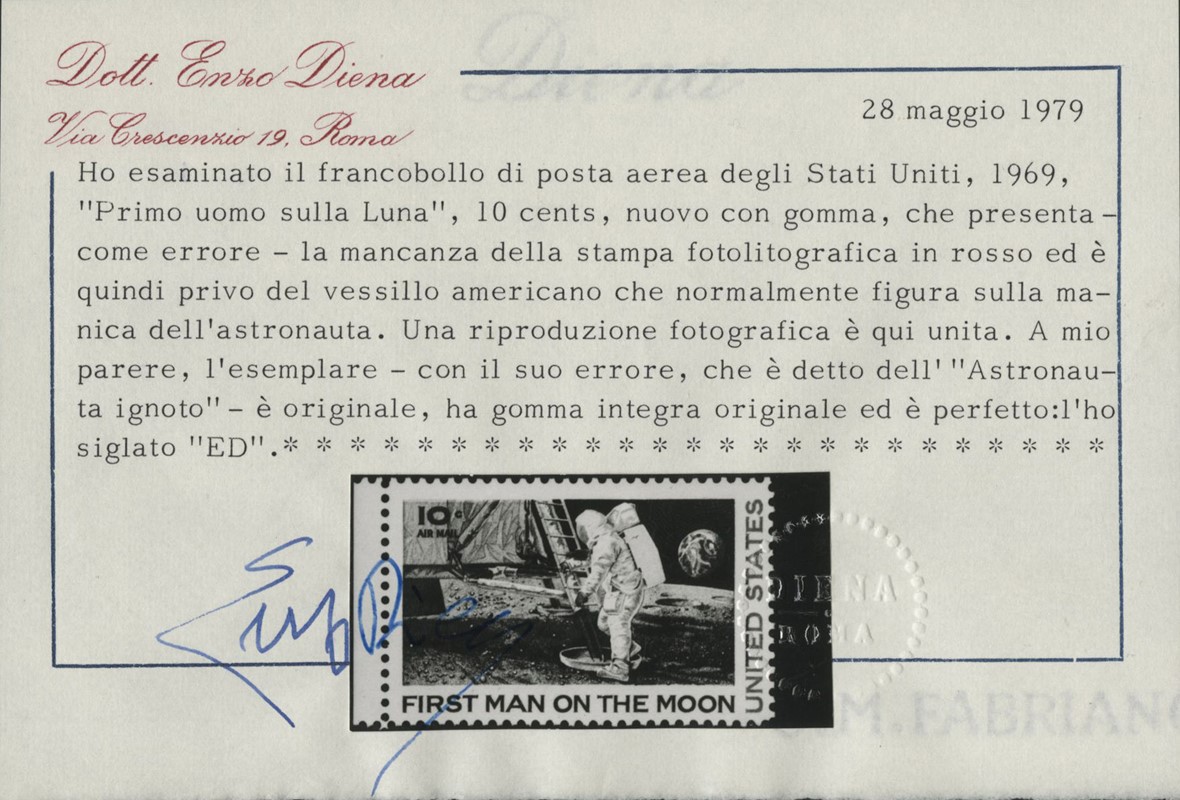 Diena
Dott. Enzo Diena
Via Crescenzio 19, Roma
28 maggio 1979
Ho esaminato il francobollo di posta aerea degli Stati Uniti, 1969,
"Primo uomo sulla Luna", 10 cents, nuovo con gomma, che presenta –
come errore – la mancanza della stampa fotolitografica in rosso ed è
quindi privo del vessillo americano che normalmente figura sulla ma–
nica dell'astronauta. Una riproduzione fotografica è qui unita. A mio
parere, l'esemplare – con il suo errore, che è detto dell' "Astronau–
ta ignoto" – è originale, ha gomma integra originale ed è perfetto:l'ho
siglato "ED".* * * * * * * * * * * * * * * * * * * * * * * * *
10c
AIR MAIL
UNITED STATES
FIRST MAN ON THE MOON
Enzo Diena
DIENA
ROMA
C.M.FABRIANO